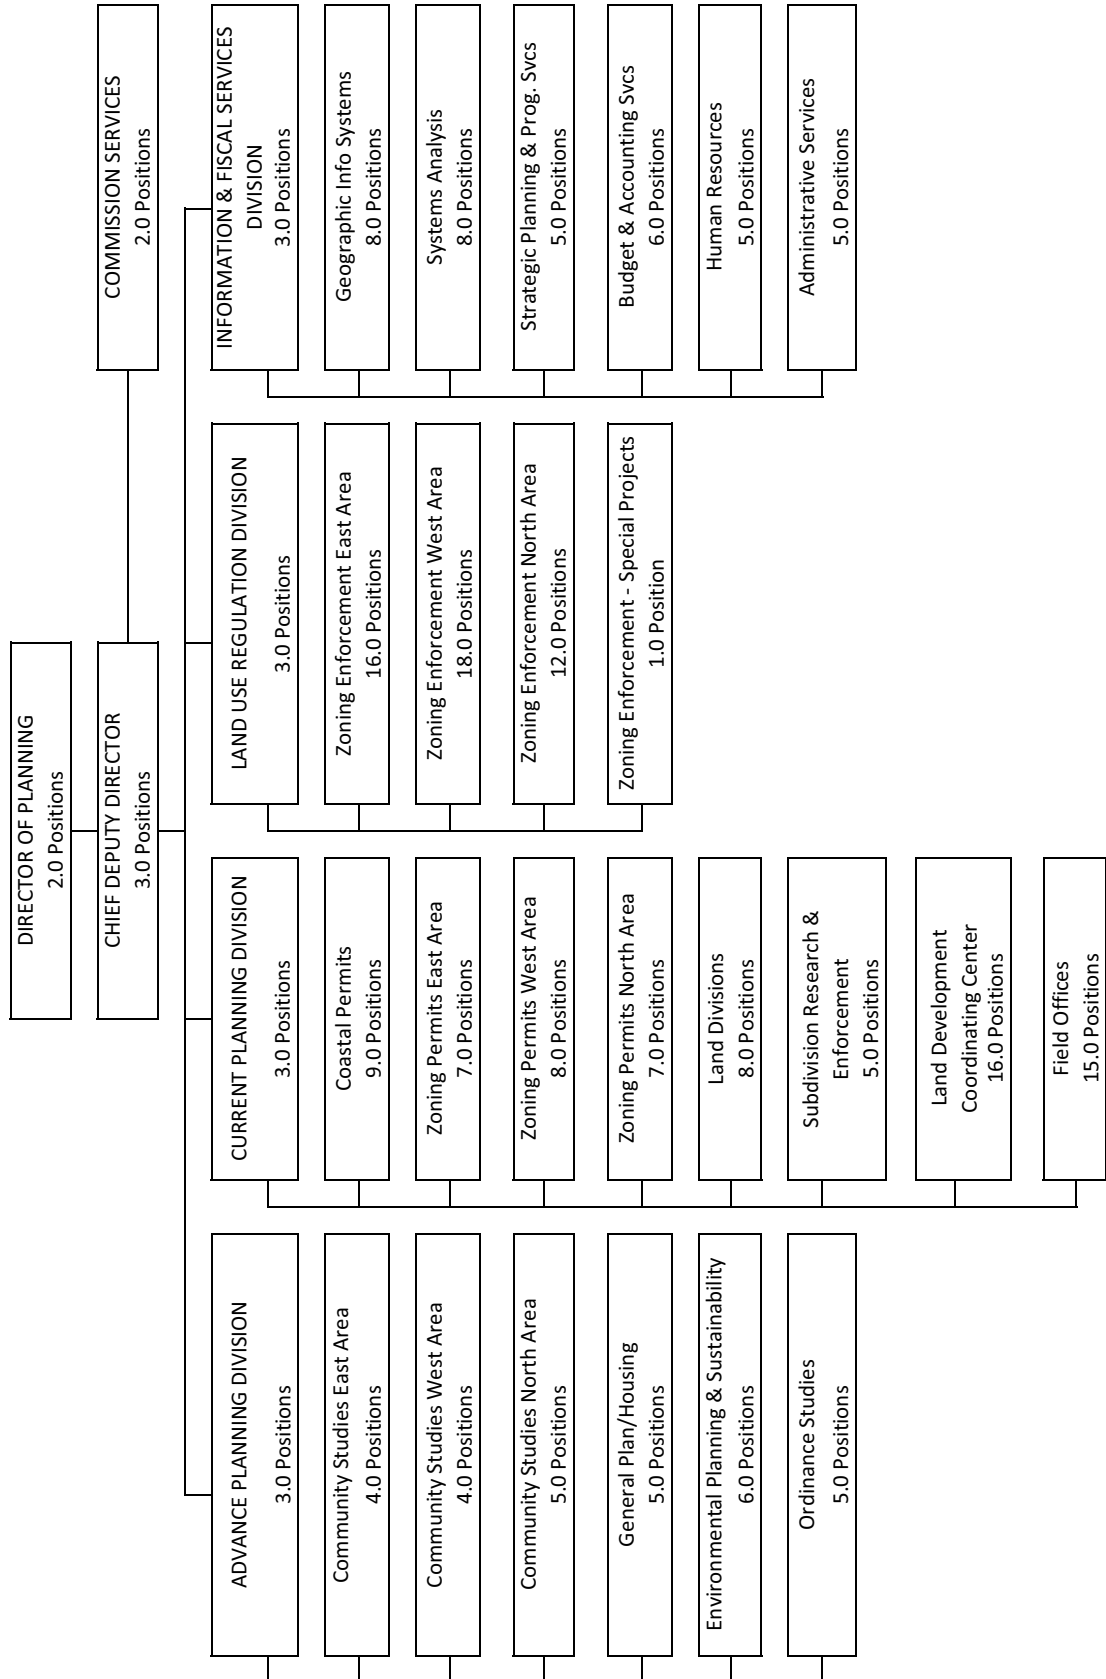 DIRECTOR OF PLANNING
2.0 Positions
CHIEF DEPUTY DIRECTOR
3.0 Positions
COMMISSION SERVICES
2.0 Positions
ADVANCE PLANNING DIVISION
3.0 Positions
Community Studies East Area
4.0 Positions
Community Studies West Area
4.0 Positions
Community Studies North Area
5.0 Positions
General Plan/Housing
5.0 Positions
Environmental Planning & Sustainability
6.0 Positions
Ordinance Studies
5.0 Positions
CURRENT PLANNING DIVISION
3.0 Positions
Coastal Permits
9.0 Positions
Zoning Permits East Area
7.0 Positions
Zoning Permits West Area
8.0 Positions
Zoning Permits North Area
7.0 Positions
Land Divisions
8.0 Positions
Subdivision Research &
Enforcement
5.0 Positions
Land Development
Coordinating Center
16.0 Positions
Field Offices
15.0 Positions
LAND USE REGULATION DIVISION
3.0 Positions
Zoning Enforcement East Area
16.0 Positions
Zoning Enforcement West Area
18.0 Positions
Zoning Enforcement North Area
12.0 Positions
Zoning Enforcement - Special Projects
1.0 Position
INFORMATION & FISCAL SERVICES
DIVISION
3.0 Positions
Geographic Info Systems
8.0 Positions
Systems Analysis
8.0 Positions
Strategic Planning & Prog. Svcs
5.0 Positions
Budget & Accounting Svcs
6.0 Positions
Human Resources
5.0 Positions
Administrative Services
5.0 Positions